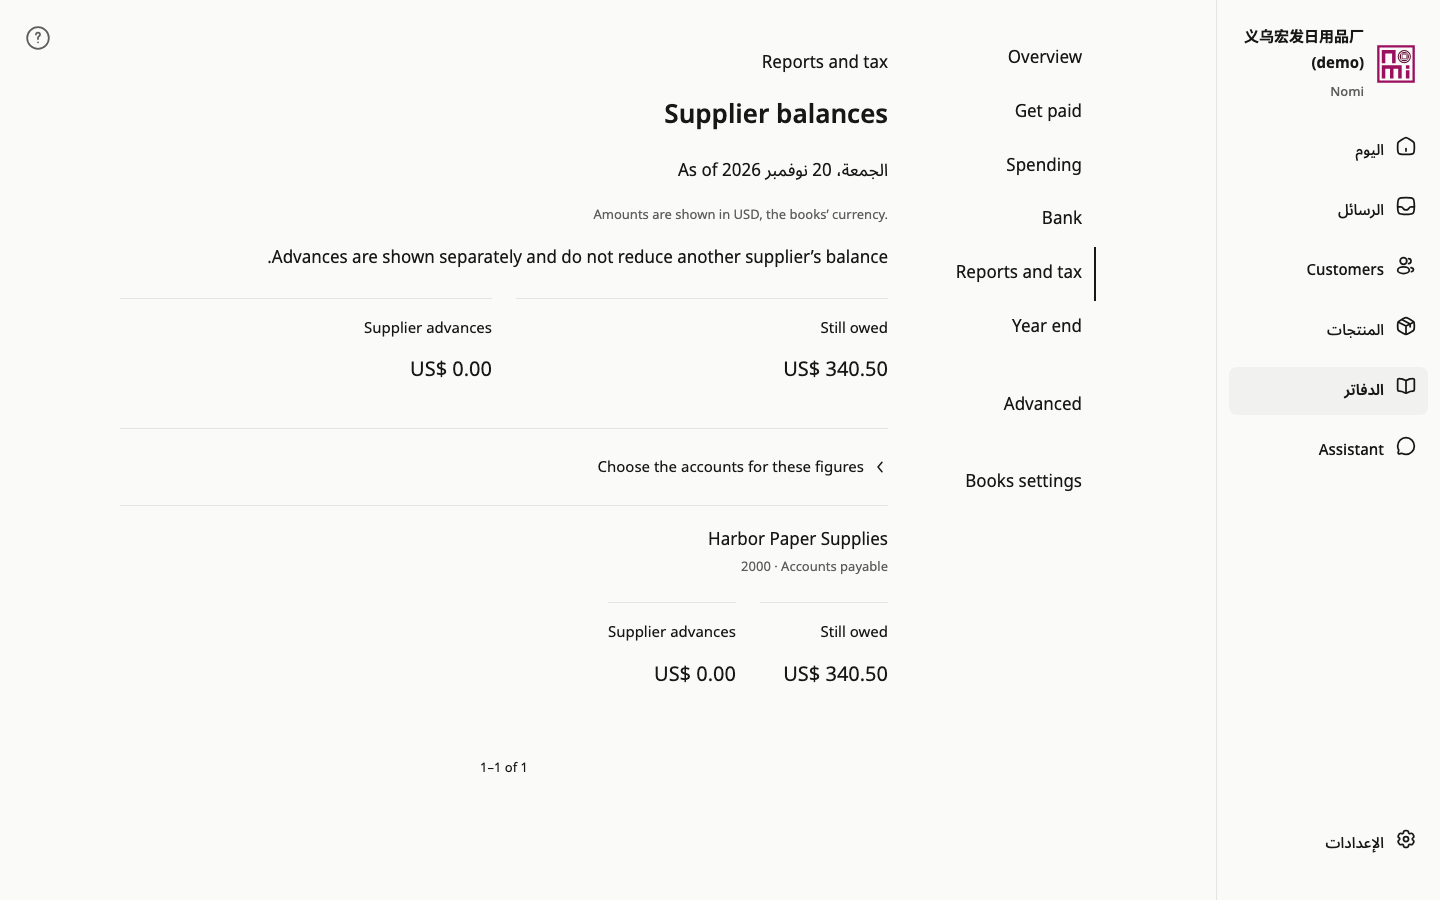 义乌宏发日用品厂
(demo)
Nomi
اليوم
الرسائل
Customers
المنتجات
الدفاتر
Assistant
الإعدادات
Overview
Get paid
Spending
Bank
Reports and tax
Year end
Advanced
Books settings
Reports and tax
Supplier balances
As of الجمعة، 20 نوفمبر 2026
Amounts are shown in USD, the books’ currency.
Advances are shown separately and do not reduce another supplier’s balance.
Still owed
US$ 340.50
Supplier advances
US$ 0.00
Choose the accounts for these figures
Harbor Paper Supplies
2000 · Accounts payable
Still owed
US$ 340.50
Supplier advances
US$ 0.00
1–1 of 1